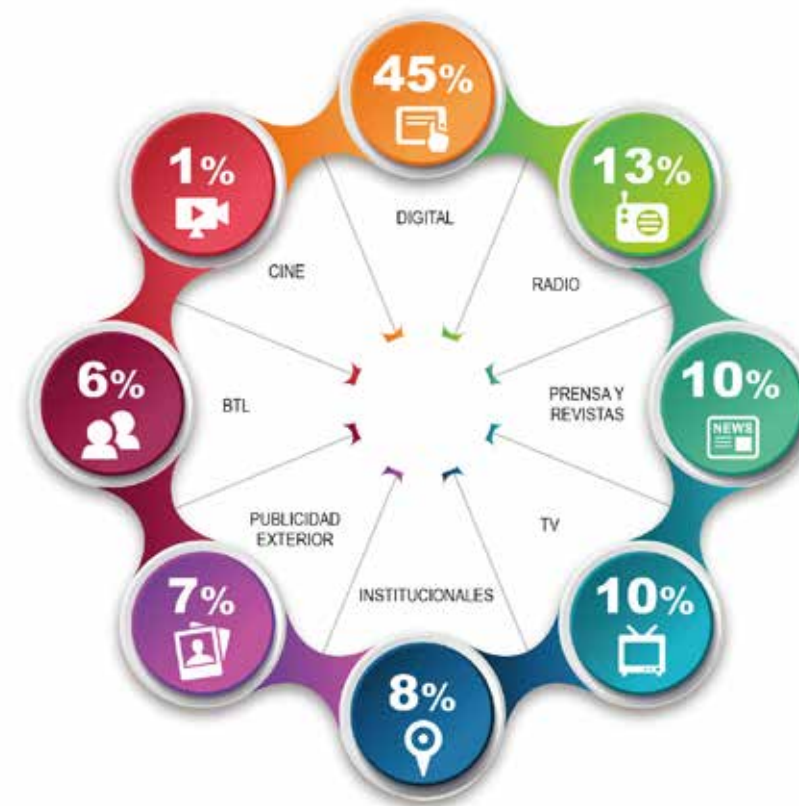 45%
1%
13%
DIGITAL
CINE
RADIO
6%
10%
NEWS
BTL
PRENSA Y
REVISTAS
PUBLICIDAD
EXTERIOR
TV
7%
10%
INSTITUCIONALES
8%